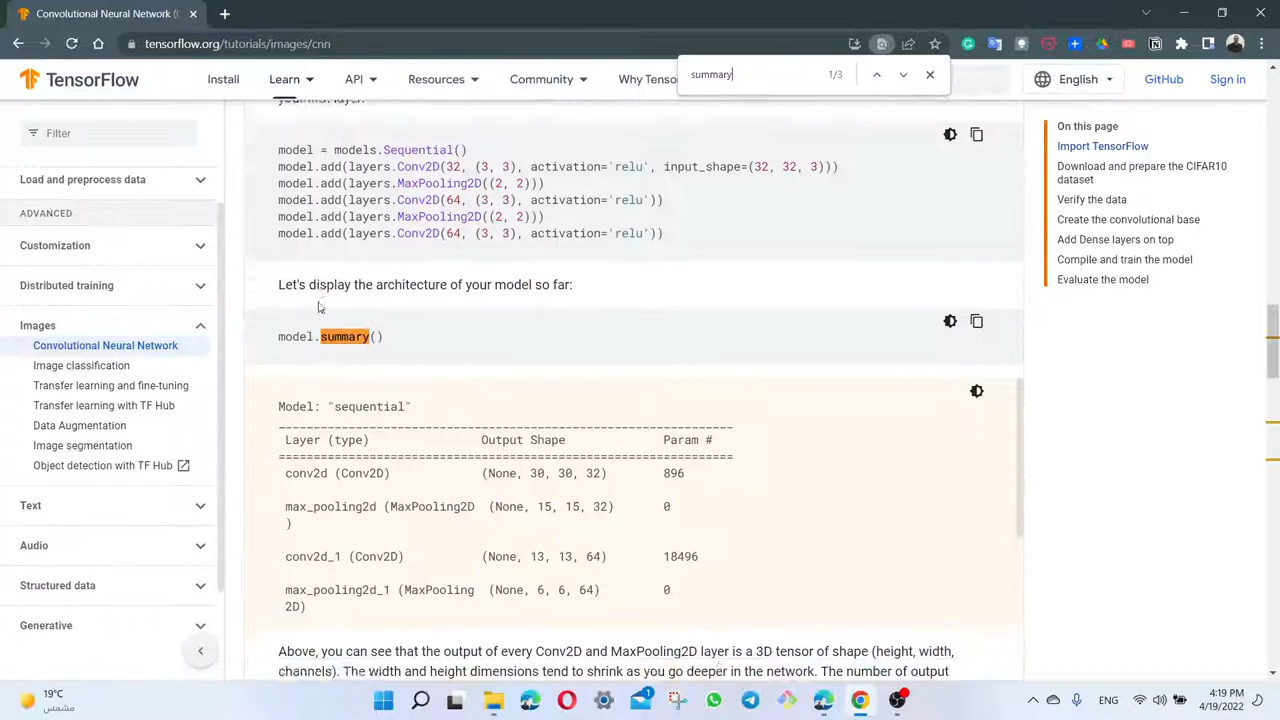 Convolutional Neural Network (
tensorflow.org/tutorials/images/cnn
summary
1/3
TensorFlow
Install
Learn
API
Resources
Community
Why Tenso
English
GitHub
Sign in
Filter
Load and preprocess data
ADVANCED
Customization
Distributed training
Images
Convolutional Neural Network
Image classification
Transfer learning and fine-tuning
Transfer learning with TF Hub
Data Augmentation
Image segmentation
Object detection with TF Hub
Text
Audio
Structured data
Generative
model = models.Sequential()
model.add(layers.Conv2D(32, (3, 3), activation='relu', input_shape=(32, 32, 3)))
model.add(layers.MaxPooling2D((2, 2)))
model.add(layers.Conv2D(64, (3, 3), activation='relu'))
model.add(layers.MaxPooling2D((2, 2)))
model.add(layers.Conv2D(64, (3, 3), activation='relu'))
Let's display the architecture of your model so far:
model.summary()
Model: "sequential"
Layer (type) Output Shape Param #
conv2d (Conv2D) (None, 30, 30, 32) 896
max_pooling2d (MaxPooling2D (None, 15, 15, 32) 0
)
conv2d_1 (Conv2D) (None, 13, 13, 64) 18496
max_pooling2d_1 (MaxPooling (None, 6, 6, 64) 0
2D)
Above, you can see that the output of every Conv2D and MaxPooling2D layer is a 3D tensor of shape (height, width,
channels). The width and height dimensions tend to shrink as you go deeper in the network. The number of output
On this page
Import TensorFlow
Download and prepare the CIFAR10
dataset
Verify the data
Create the convolutional base
Add Dense layers on top
Compile and train the model
Evaluate the model
19°C
مشمس
1
ENG
4:19 PM
4/19/2022